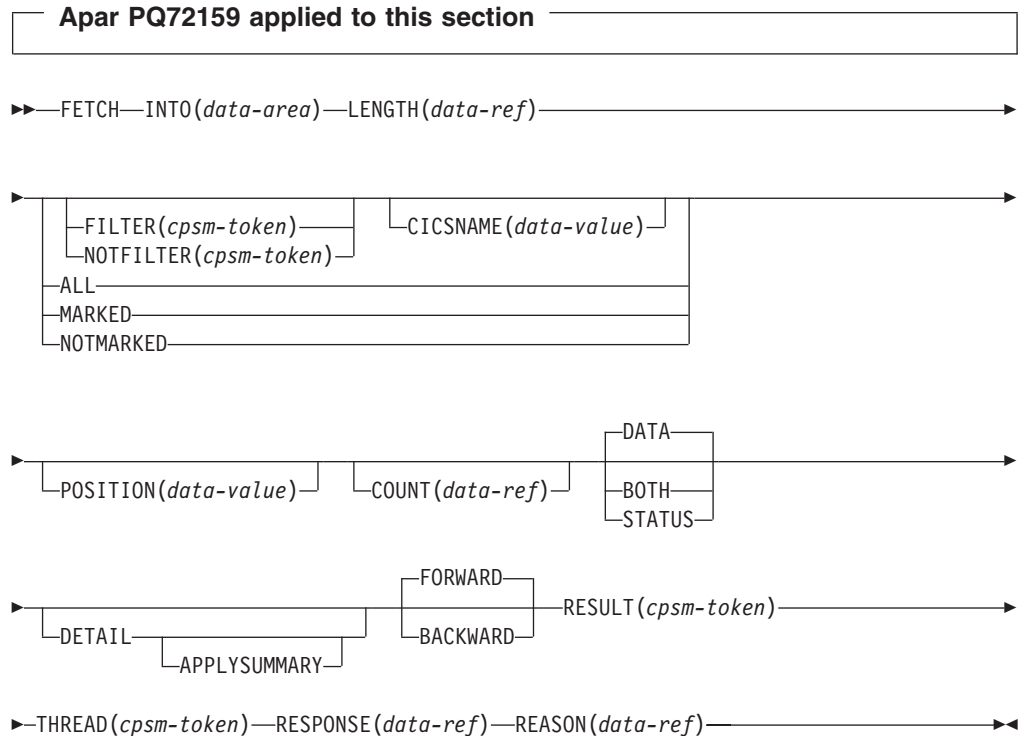 Apar PQ72159 applied to this section
FETCH INTO(data-area) LENGTH(data-ref)
FILTER(cpsm-token) CICSNAME(data-value)
NOTFILTER(cpsm-token)
ALL
MARKED
NOTMARKED
DATA
POSITION(data-value) COUNT(data-ref) BOTH
STATUS
FORWARD
RESULT(cpsm-token)
DETAIL BACKWARD
APPLYSUMMARY
THREAD(cpsm-token) RESPONSE(data-ref) REASON(data-ref)